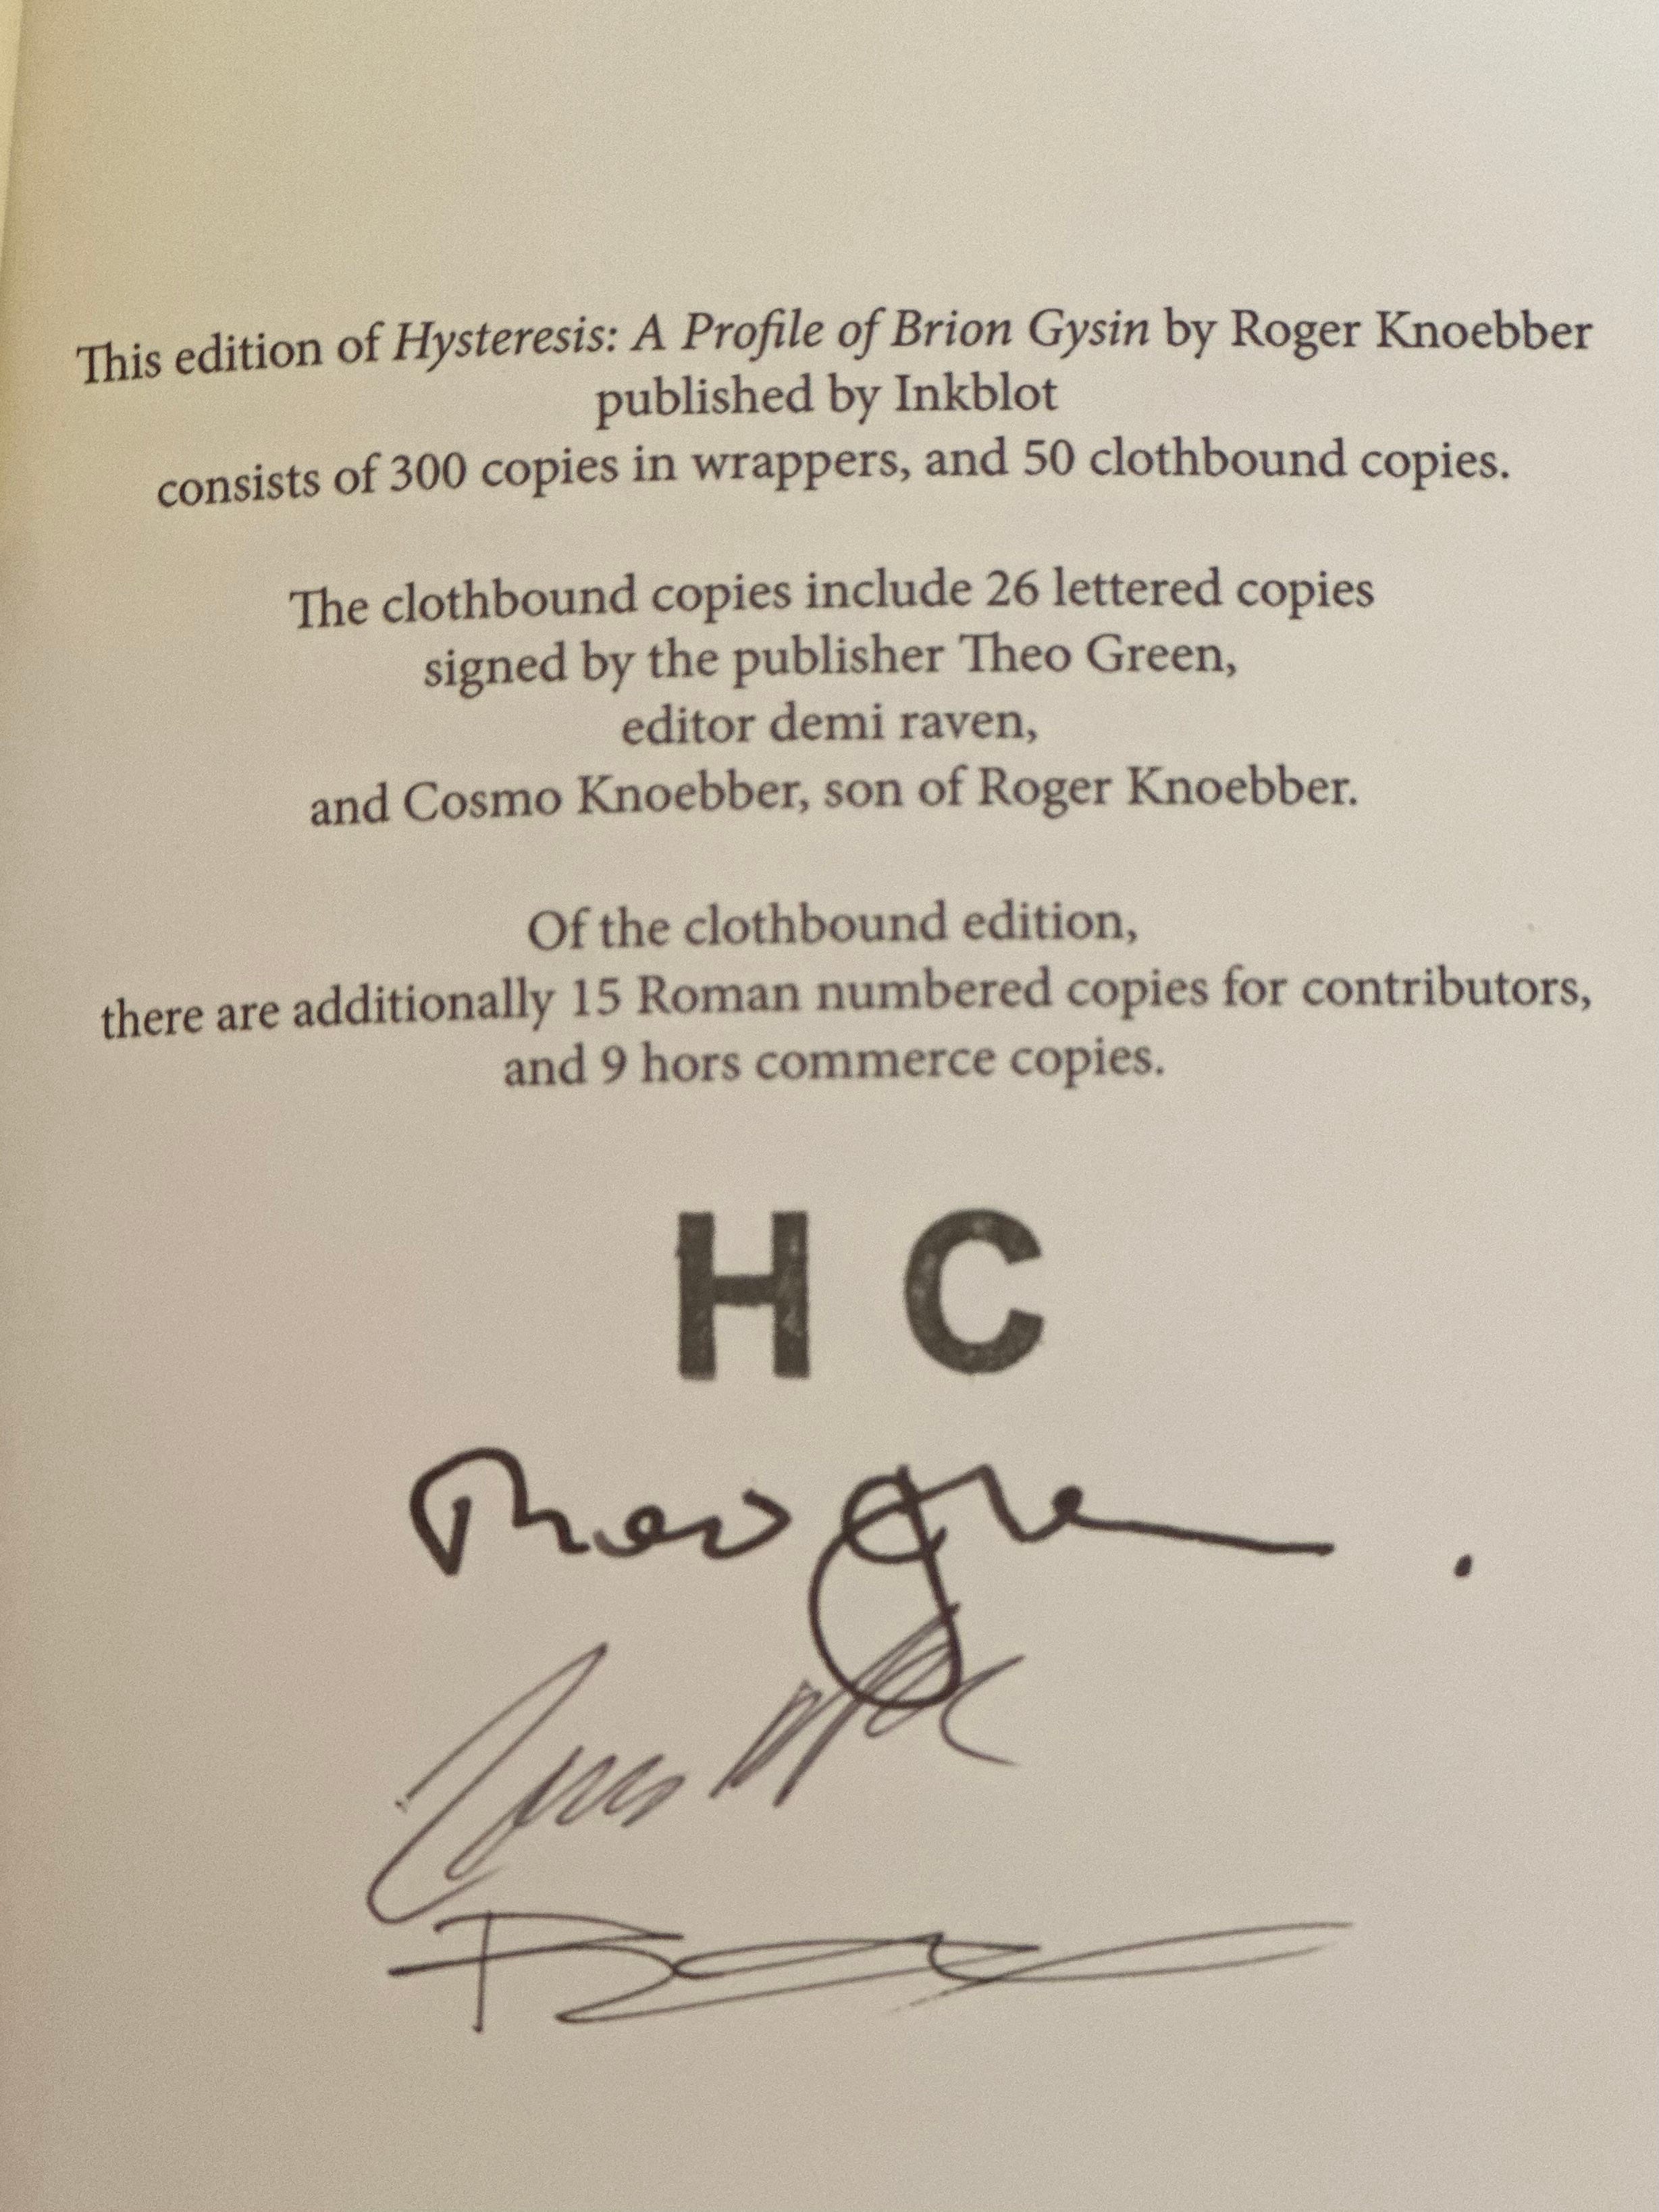 This edition of Hysteresis: A Profile of Brion Gysin by Roger Knoebber
published by Inkblot
consists of 300 copies in wrappers, and 50 clothbound copies.
The clothbound copies include 26 lettered copies
signed by the publisher Theo Green,
editor demi raven,
and Cosmo Knoebber, son of Roger Knoebber.
Of the clothbound edition,
there are additionally 15 Roman numbered copies for contributors,
and 9 hors commerce copies.
H C
Theo Green